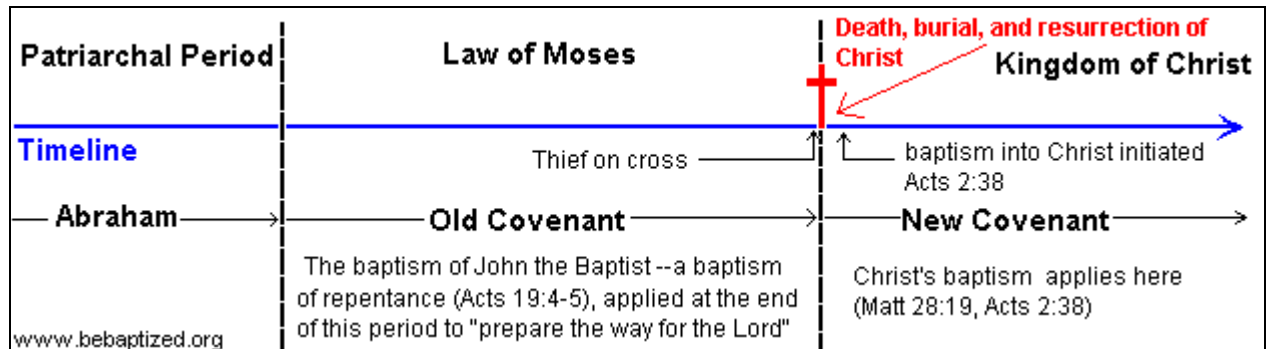 Patriarchal Period
Law of Moses
Death, burial, and resurrection of
Christ
Kingdom of Christ
Timeline
Thief on cross
baptism into Christ initiated
Acts 2:38
Abraham
Old Covenant
New Covenant
The baptism of John the Baptist --a baptism
of repentance (Acts 19:4-5), applied at the end
of this period to "prepare the way for the Lord"
Christ's baptism applies here
(Matt 28:19, Acts 2:38)
www.bebaptized.org